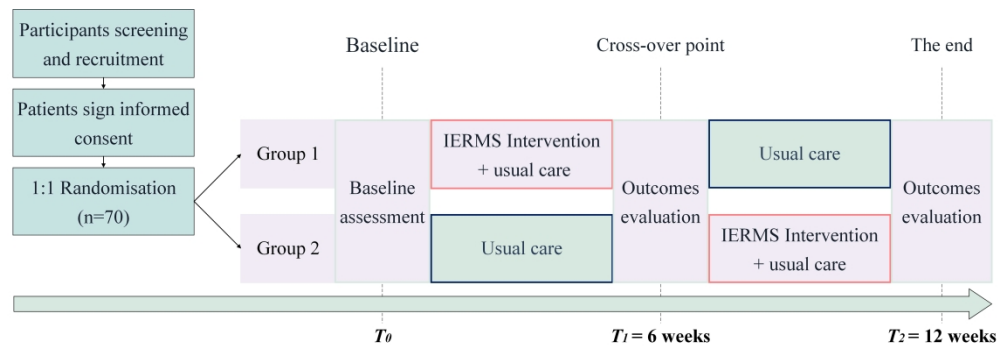 Participants screening
and recruitment
Patients sign informed
consent
1:1 Randomisation
(n=70)
Baseline
Cross-over point
The end
Group 1
Group 2
Baseline
assessment
IERMS Intervention
+ usual care
Usual care
Outcomes
evaluation
Usual care
IERMS Intervention
+ usual care
Outcomes
evaluation
T0
T1 = 6 weeks
T2 = 12 weeks